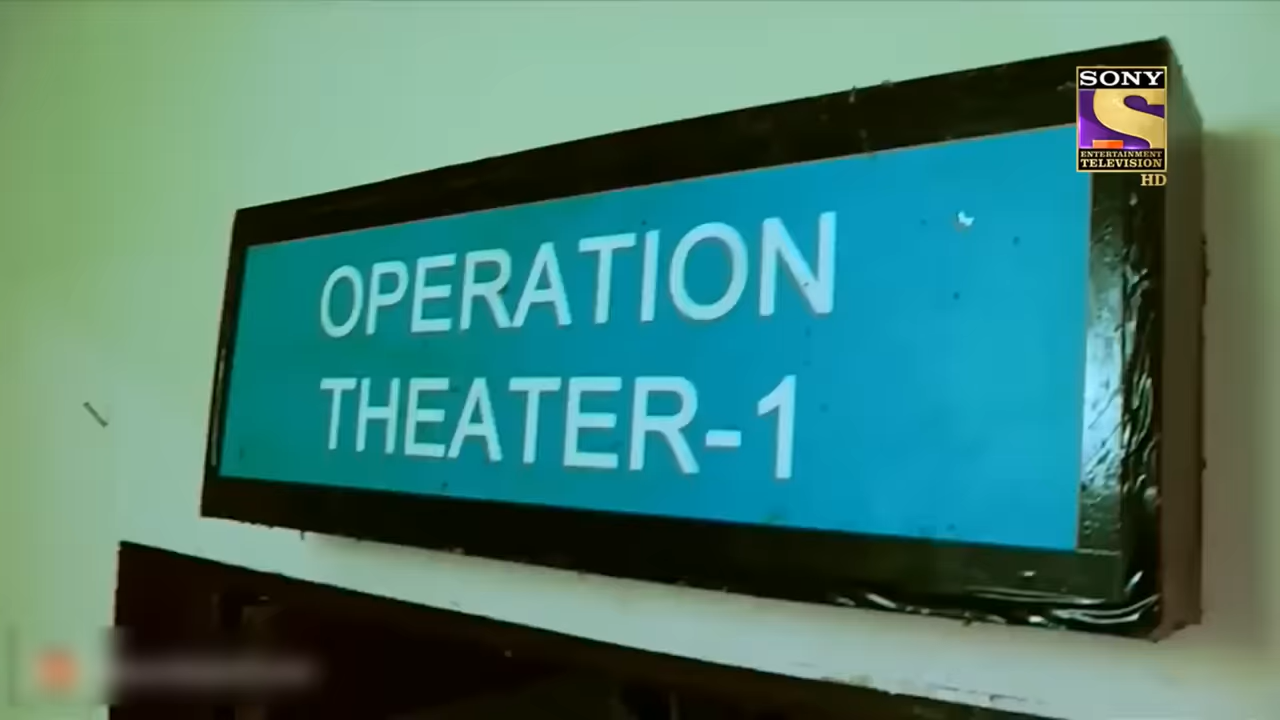 SONY
ENTERTAINMENT
TELEVISION
HD
OPERATION
THEATER-1